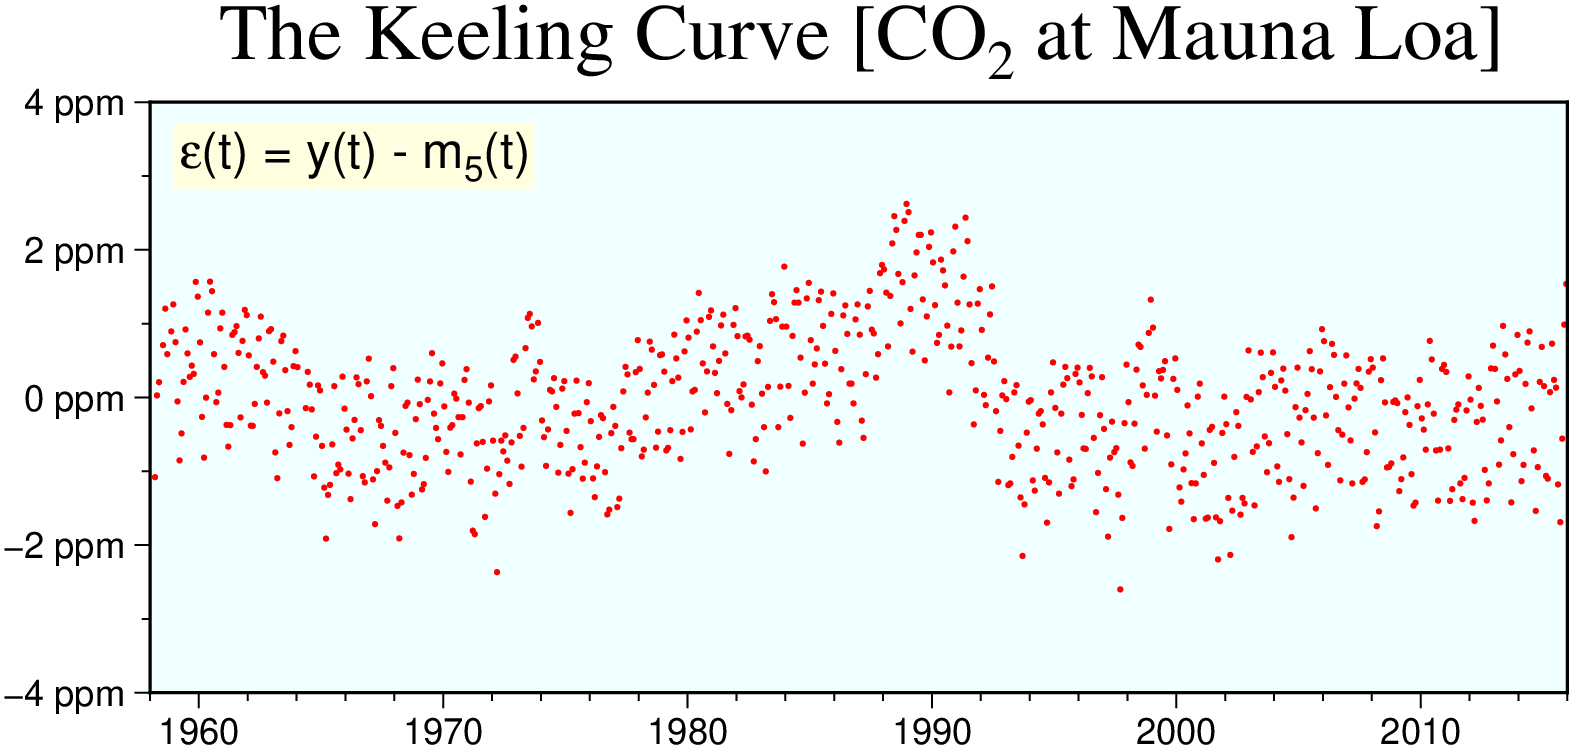 The Keeling Curve [CO₂ at Mauna Loa]
4 ppm
ε(t) = y(t) - m₅(t)
2 ppm
0 ppm
−2 ppm
−4 ppm
1960 1970 1980 1990 2000 2010